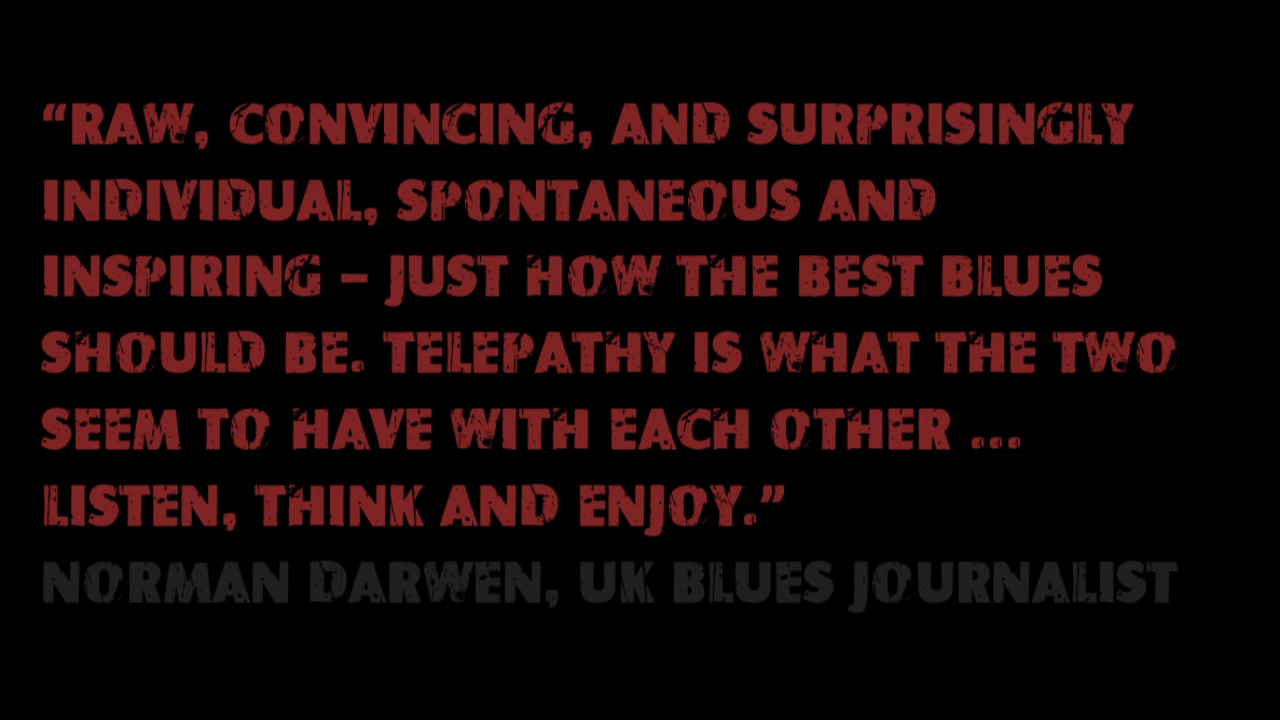 “RAW, CONVINCING, AND SURPRISINGLY
INDIVIDUAL, SPONTANEOUS AND
INSPIRING – JUST HOW THE BEST BLUES
SHOULD BE. TELEPATHY IS WHAT THE TWO
SEEM TO HAVE WITH EACH OTHER ...
LISTEN, THINK AND ENJOY.”
NORMAN DARWEN, UK BLUES JOURNALIST